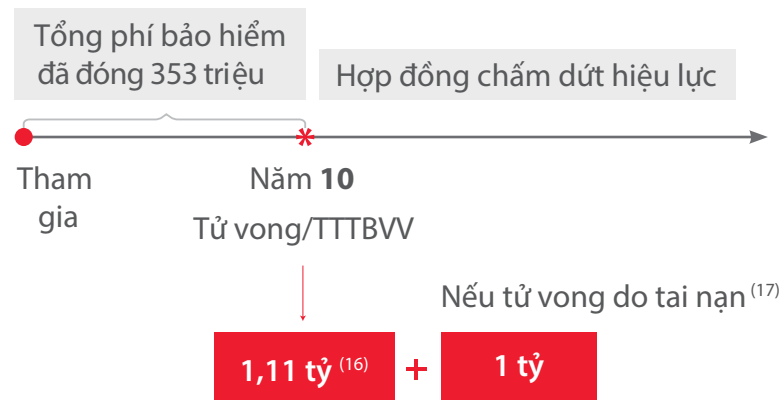 Tổng phí bảo hiểm
đã đóng 353 triệu
Hợp đồng chấm dứt hiệu lực
Tham
gia
Năm 10
Tử vong/TTTBVV
Nếu tử vong do tai nạn (17)
1,11 tỷ (16)
+
1 tỷ